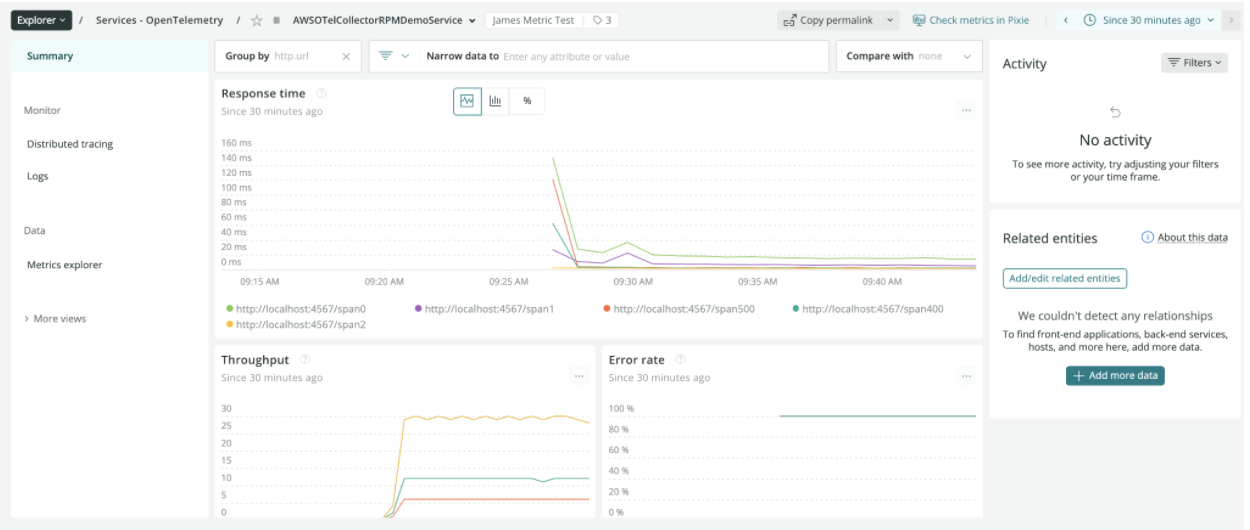 Explorer / Services - OpenTelemetry / AWSOTelCollectorRPMDemoService James Metric Test 3 Copy permalink Check metrics in Pixie Since 30 minutes ago
Summary
Monitor
Distributed tracing
Logs
Data
Metrics explorer
More views
Group by http.url
Narrow data to Enter any attribute or value
Compare with none
Response time
Since 30 minutes ago
%
160 ms
140 ms
120 ms
100 ms
80 ms
60 ms
40 ms
20 ms
0 ms
09:15 AM 09:20 AM 09:25 AM 09:30 AM 09:35 AM 09:40 AM
http://localhost:4567/span0 http://localhost:4567/span1 http://localhost:4567/span500 http://localhost:4567/span400
http://localhost:4567/span2
Throughput
Since 30 minutes ago
30
25
20
15
10
5
0
Error rate
Since 30 minutes ago
100 %
80 %
60 %
40 %
20 %
0 %
Activity
Filters
No activity
To see more activity, try adjusting your filters
or your time frame.
Related entities
About this data
Add/edit related entities
We couldn't detect any relationships
To find front-end applications, back-end services,
hosts, and more here, add more data.
Add more data